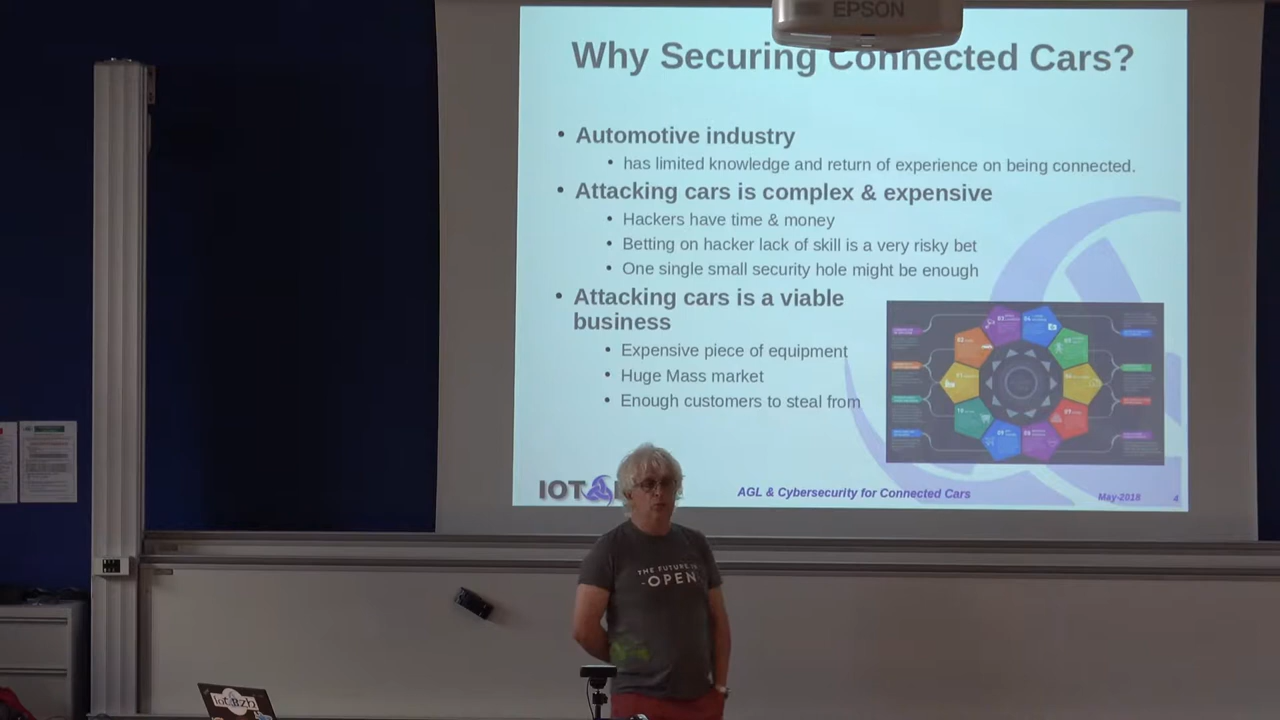 EPSON
Why Securing Connected Cars?
• Automotive industry
• has limited knowledge and return of experience on being connected.
• Attacking cars is complex & expensive
• Hackers have time & money
• Betting on hacker lack of skill is a very risky bet
• One single small security hole might be enough
• Attacking cars is a viable
business
• Expensive piece of equipment
• Huge Mass market
• Enough customers to steal from
IOT
AGL & Cybersecurity for Connected Cars
May-2018
4
THE FUTURE IS
-OPEN